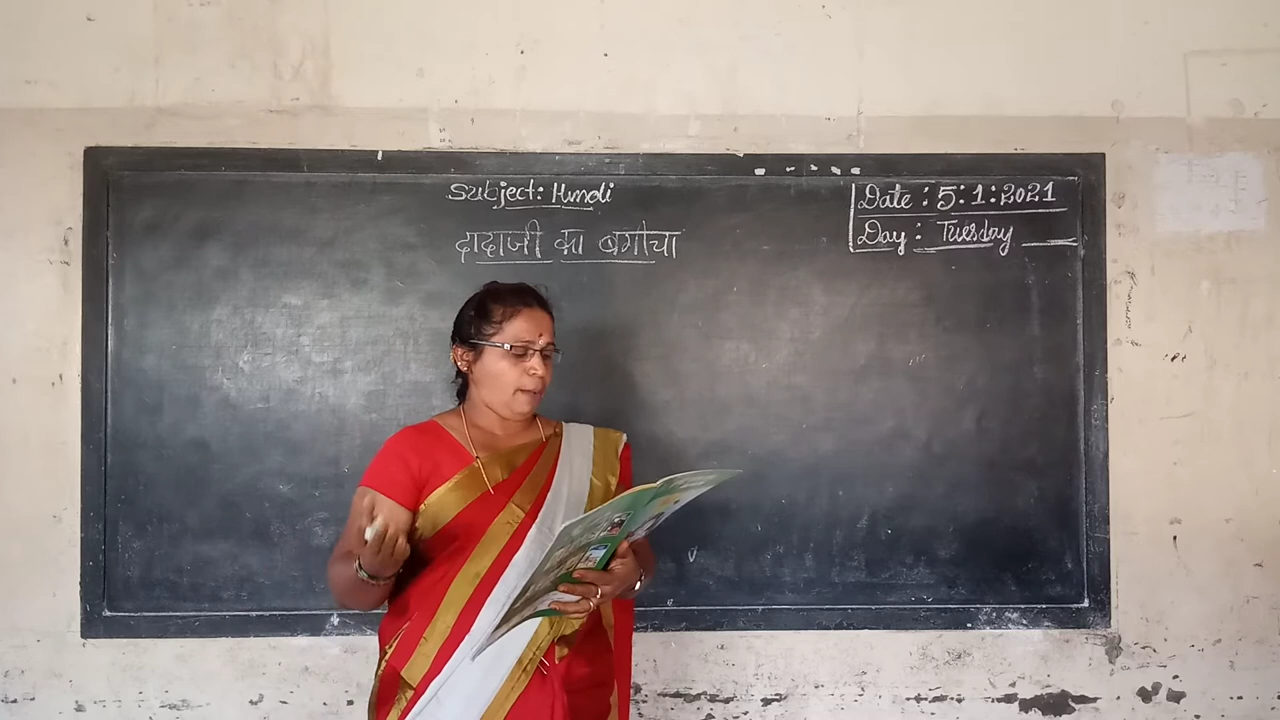 Subject: Hindi
दादाजी का बगीचा
Date : 5:1:2021
Day : Tuesday